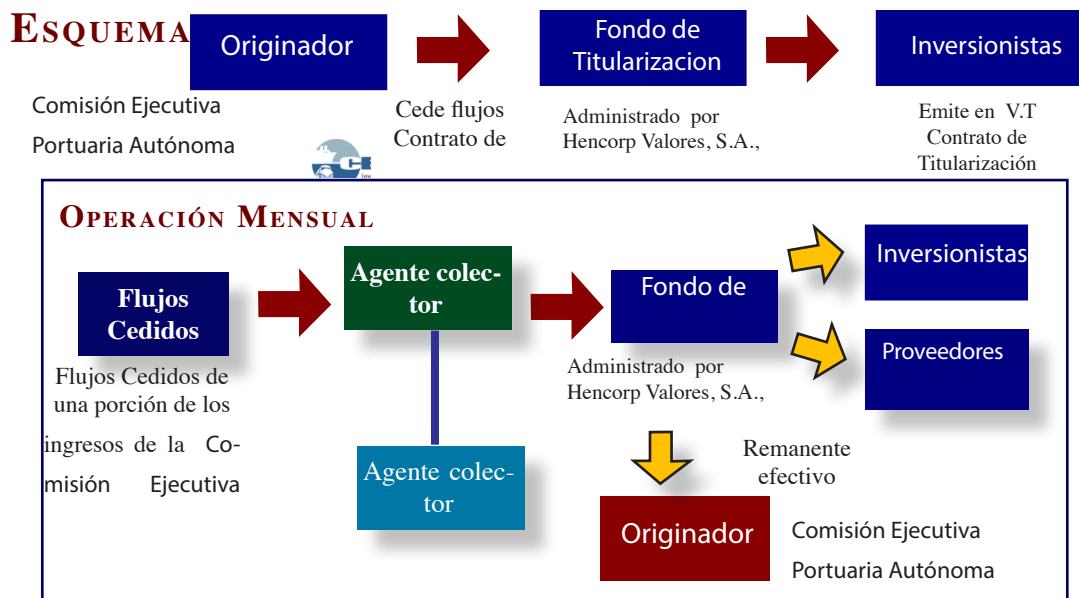 ESQUEMA
Originador
Fondo de
Titularizacion
Inversionistas
Comisión Ejecutiva
Portuaria Autónoma
Cede flujos
Contrato de
Administrado por
Hencorp Valores, S.A.,
Emite en V.T
Contrato de
Titularización
OPERACIÓN MENSUAL
Flujos
Cedidos
Flujos Cedidos de
una porción de los
ingresos de la Co-
misión Ejecutiva
Agente colec-
tor
Agente colec-
tor
Fondo de
Administrado por
Hencorp Valores, S.A.,
Inversionistas
Proveedores
Remanente
efectivo
Originador
Comisión Ejecutiva
Portuaria Autónoma